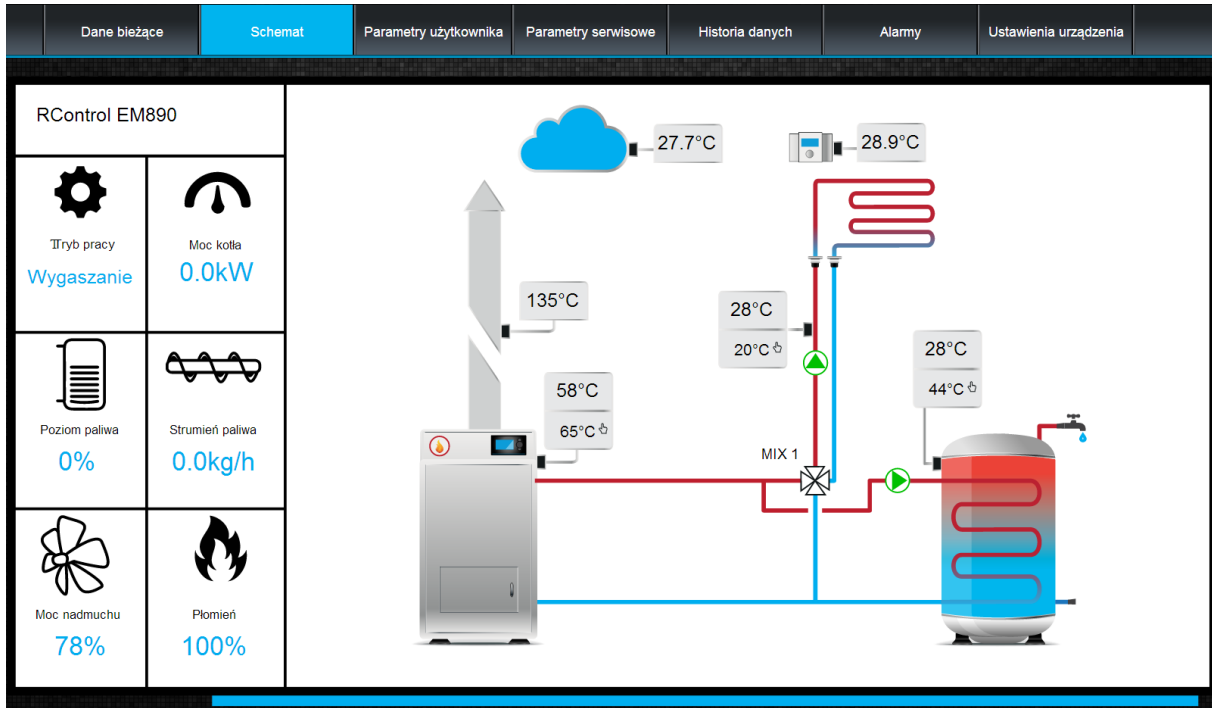 Dane bieżące
Schemat
Parametry użytkownika
Parametry serwisowe
Historia danych
Alarmy
Ustawienia urządzenia
RControl EM890
Tryb pracy
Wygaszanie
Moc kotła
0.0kW
Poziom paliwa
0%
Strumień paliwa
0.0kg/h
Moc nadmuchu
78%
Płomień
100%
27.7°C
28.9°C
135°C
28°C
20°C
58°C
65°C
28°C
44°C
MIX 1